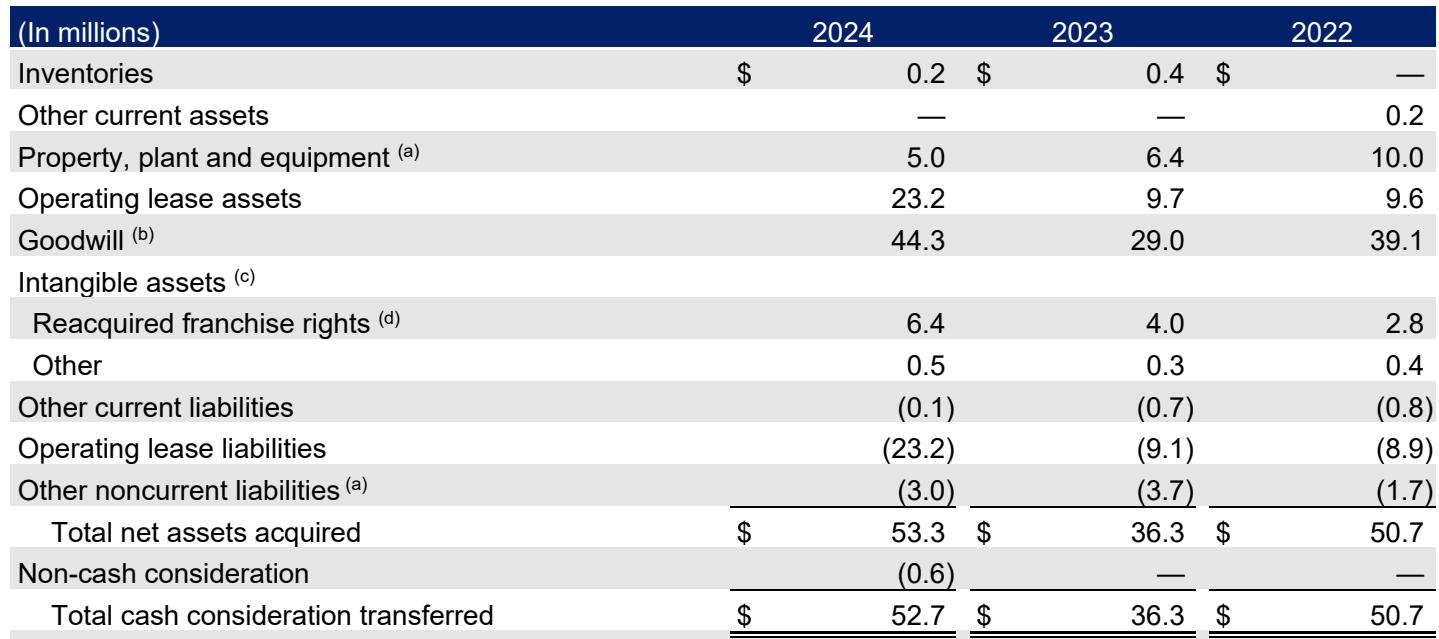 (In millions) 2024 2023 2022
Inventories $ 0.2 $ 0.4 $ —
Other current assets — — 0.2
Property, plant and equipment (a) 5.0 6.4 10.0
Operating lease assets 23.2 9.7 9.6
Goodwill (b) 44.3 29.0 39.1
Intangible assets (c)
Reacquired franchise rights (d) 6.4 4.0 2.8
Other 0.5 0.3 0.4
Other current liabilities (0.1) (0.7) (0.8)
Operating lease liabilities (23.2) (9.1) (8.9)
Other noncurrent liabilities (a) (3.0) (3.7) (1.7)
Total net assets acquired $ 53.3 $ 36.3 $ 50.7
Non-cash consideration (0.6) — —
Total cash consideration transferred $ 52.7 $ 36.3 $ 50.7